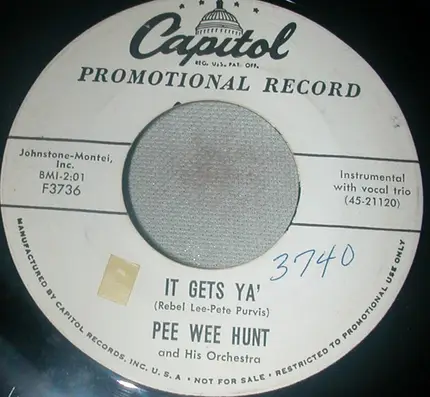 Capitol
REG. U.S. PAT. OFF.
PROMOTIONAL RECORD
Johnstone-Montei,
Inc.
BMI-2:01
F3736
Instrumental
with vocal trio
(45-21120)
3740
IT GETS YA'
(Rebel Lee-Pete Purvis)
PEE WEE HUNT
and His Orchestra
MANUFACTURED BY CAPITOL RECORDS, INC. U. S. A • NOT FOR SALE • RESTRICTED TO PROMOTIONAL USE ONLY